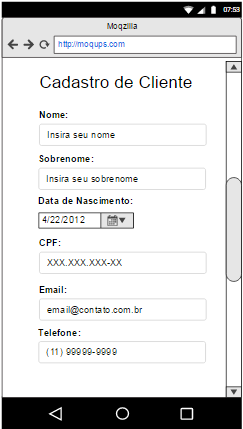 07:53
Moqzilla
http://moqups.com
Cadastro de Cliente
Nome:
Insira seu nome
Sobrenome:
Insira seu sobrenome
Data de Nascimento:
4/22/2012
CPF:
XXX.XXX.XXX-XX
Email:
email@contato.com.br
Telefone:
(11) 99999-9999